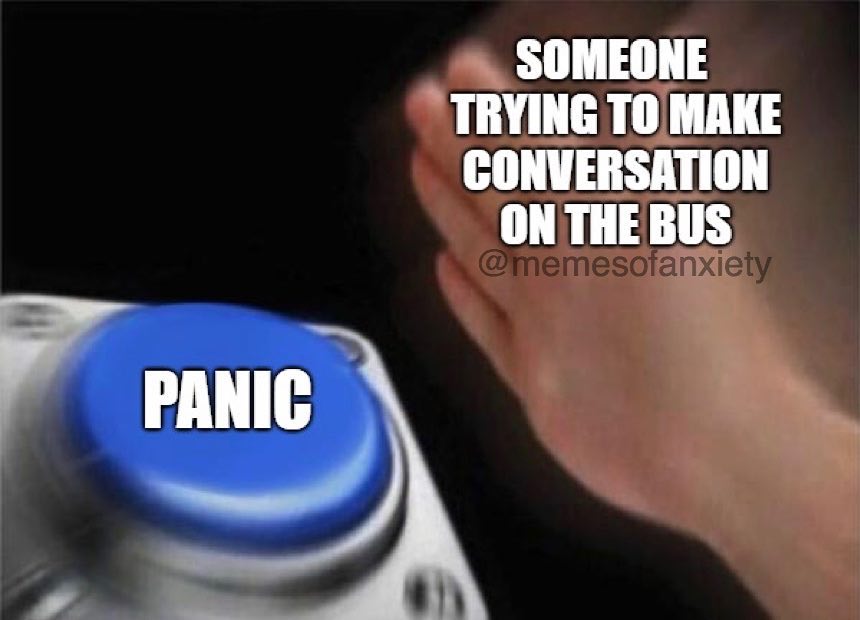 SOMEONE
TRYING TO MAKE
CONVERSATION
ON THE BUS
@memesofanxiety
PANIC